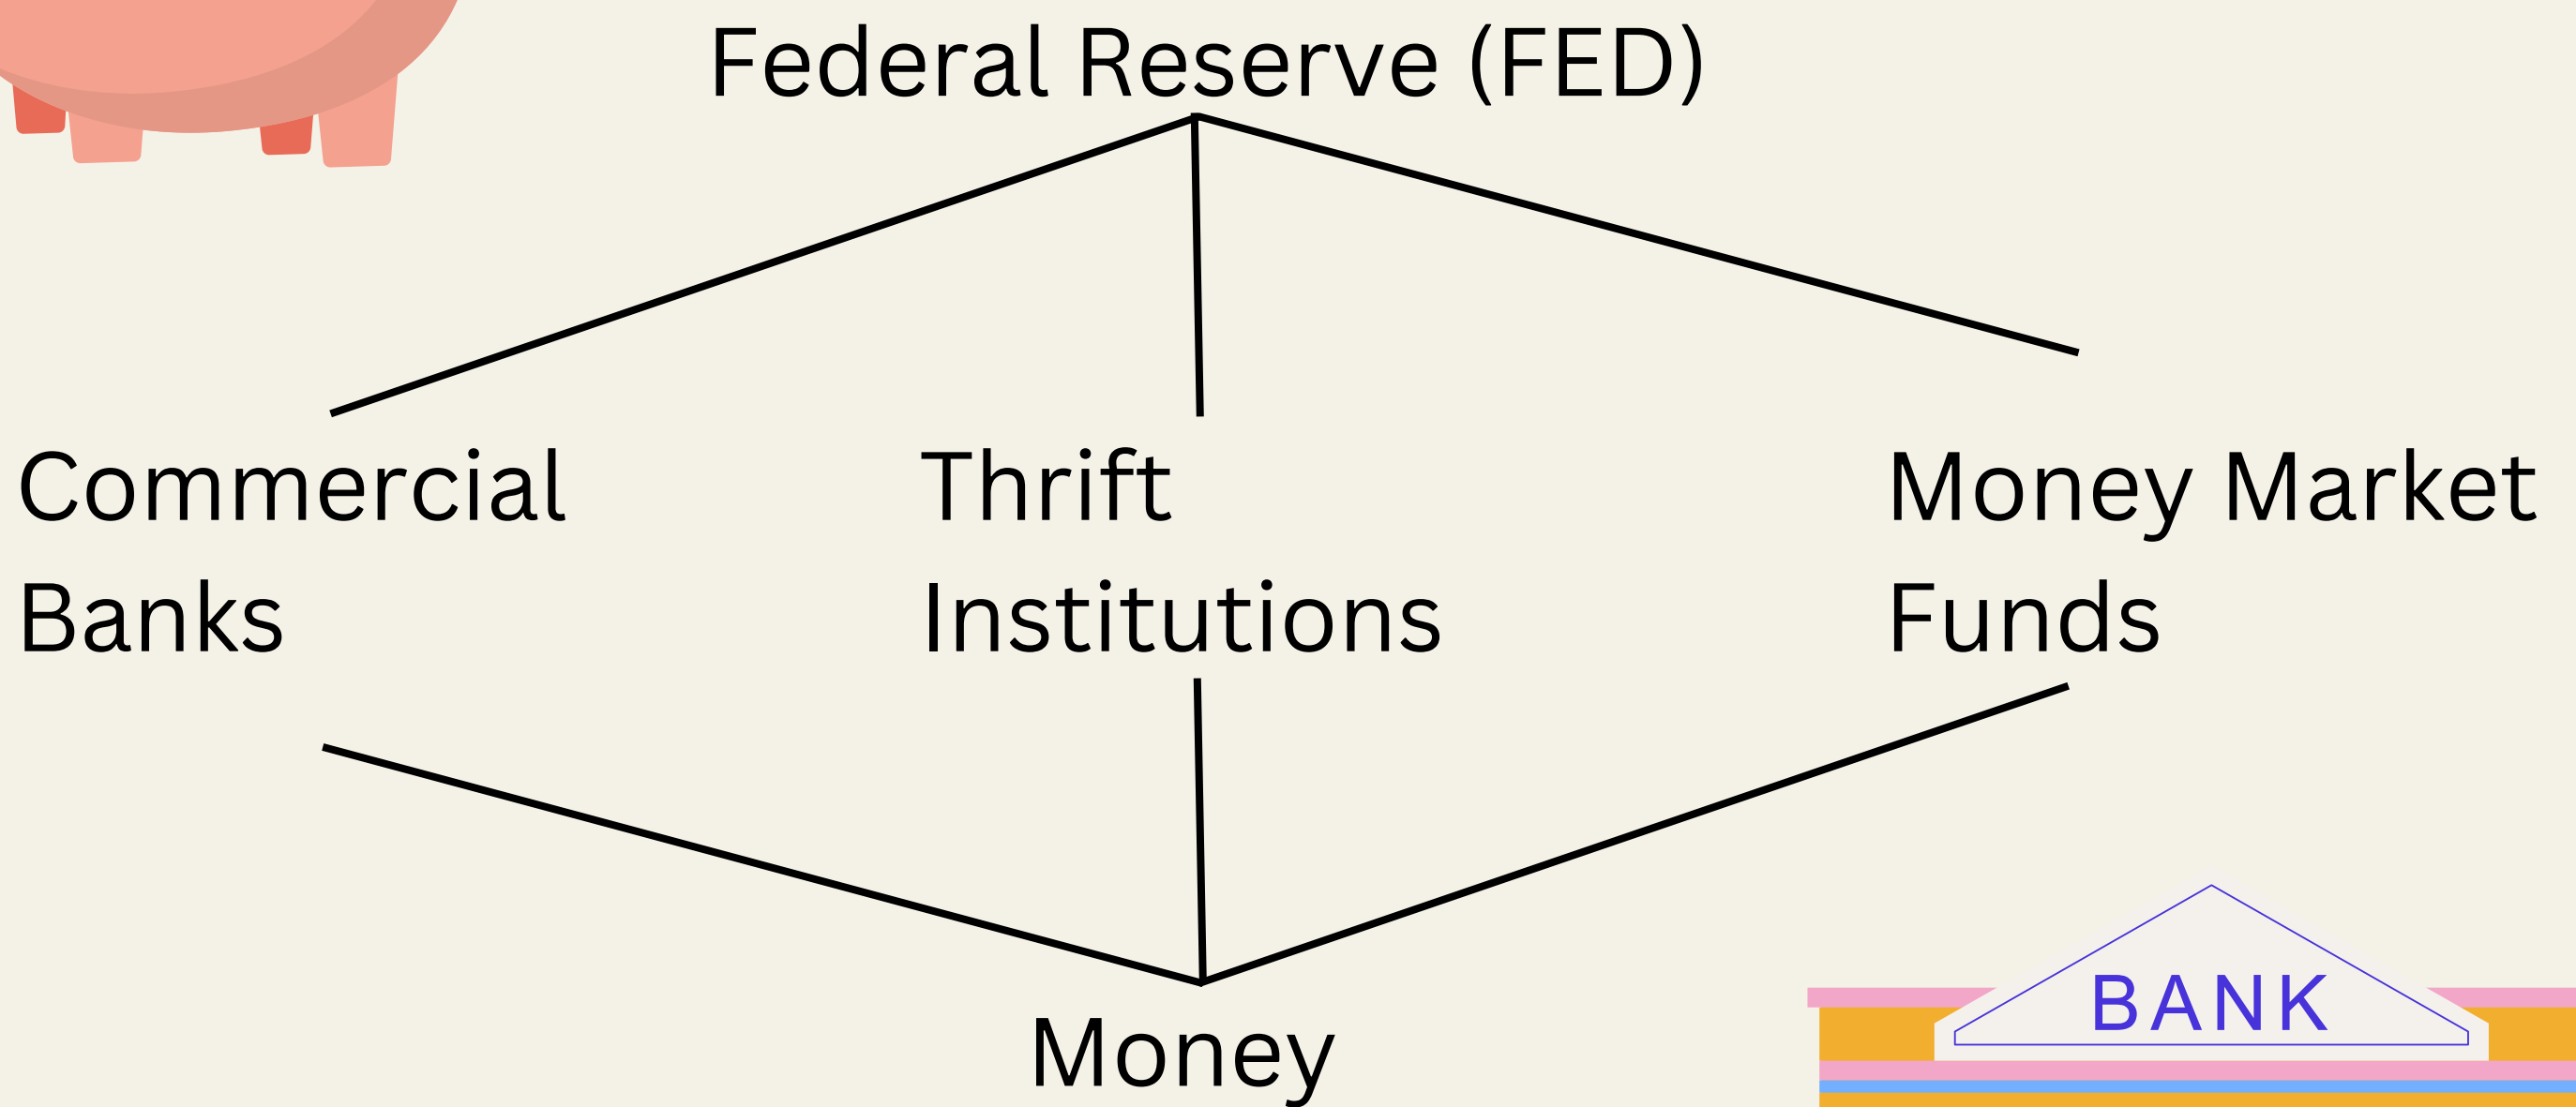 Federal Reserve (FED)
Commercial
Banks
Thrift
Institutions
Money Market
Funds
Money
BANK